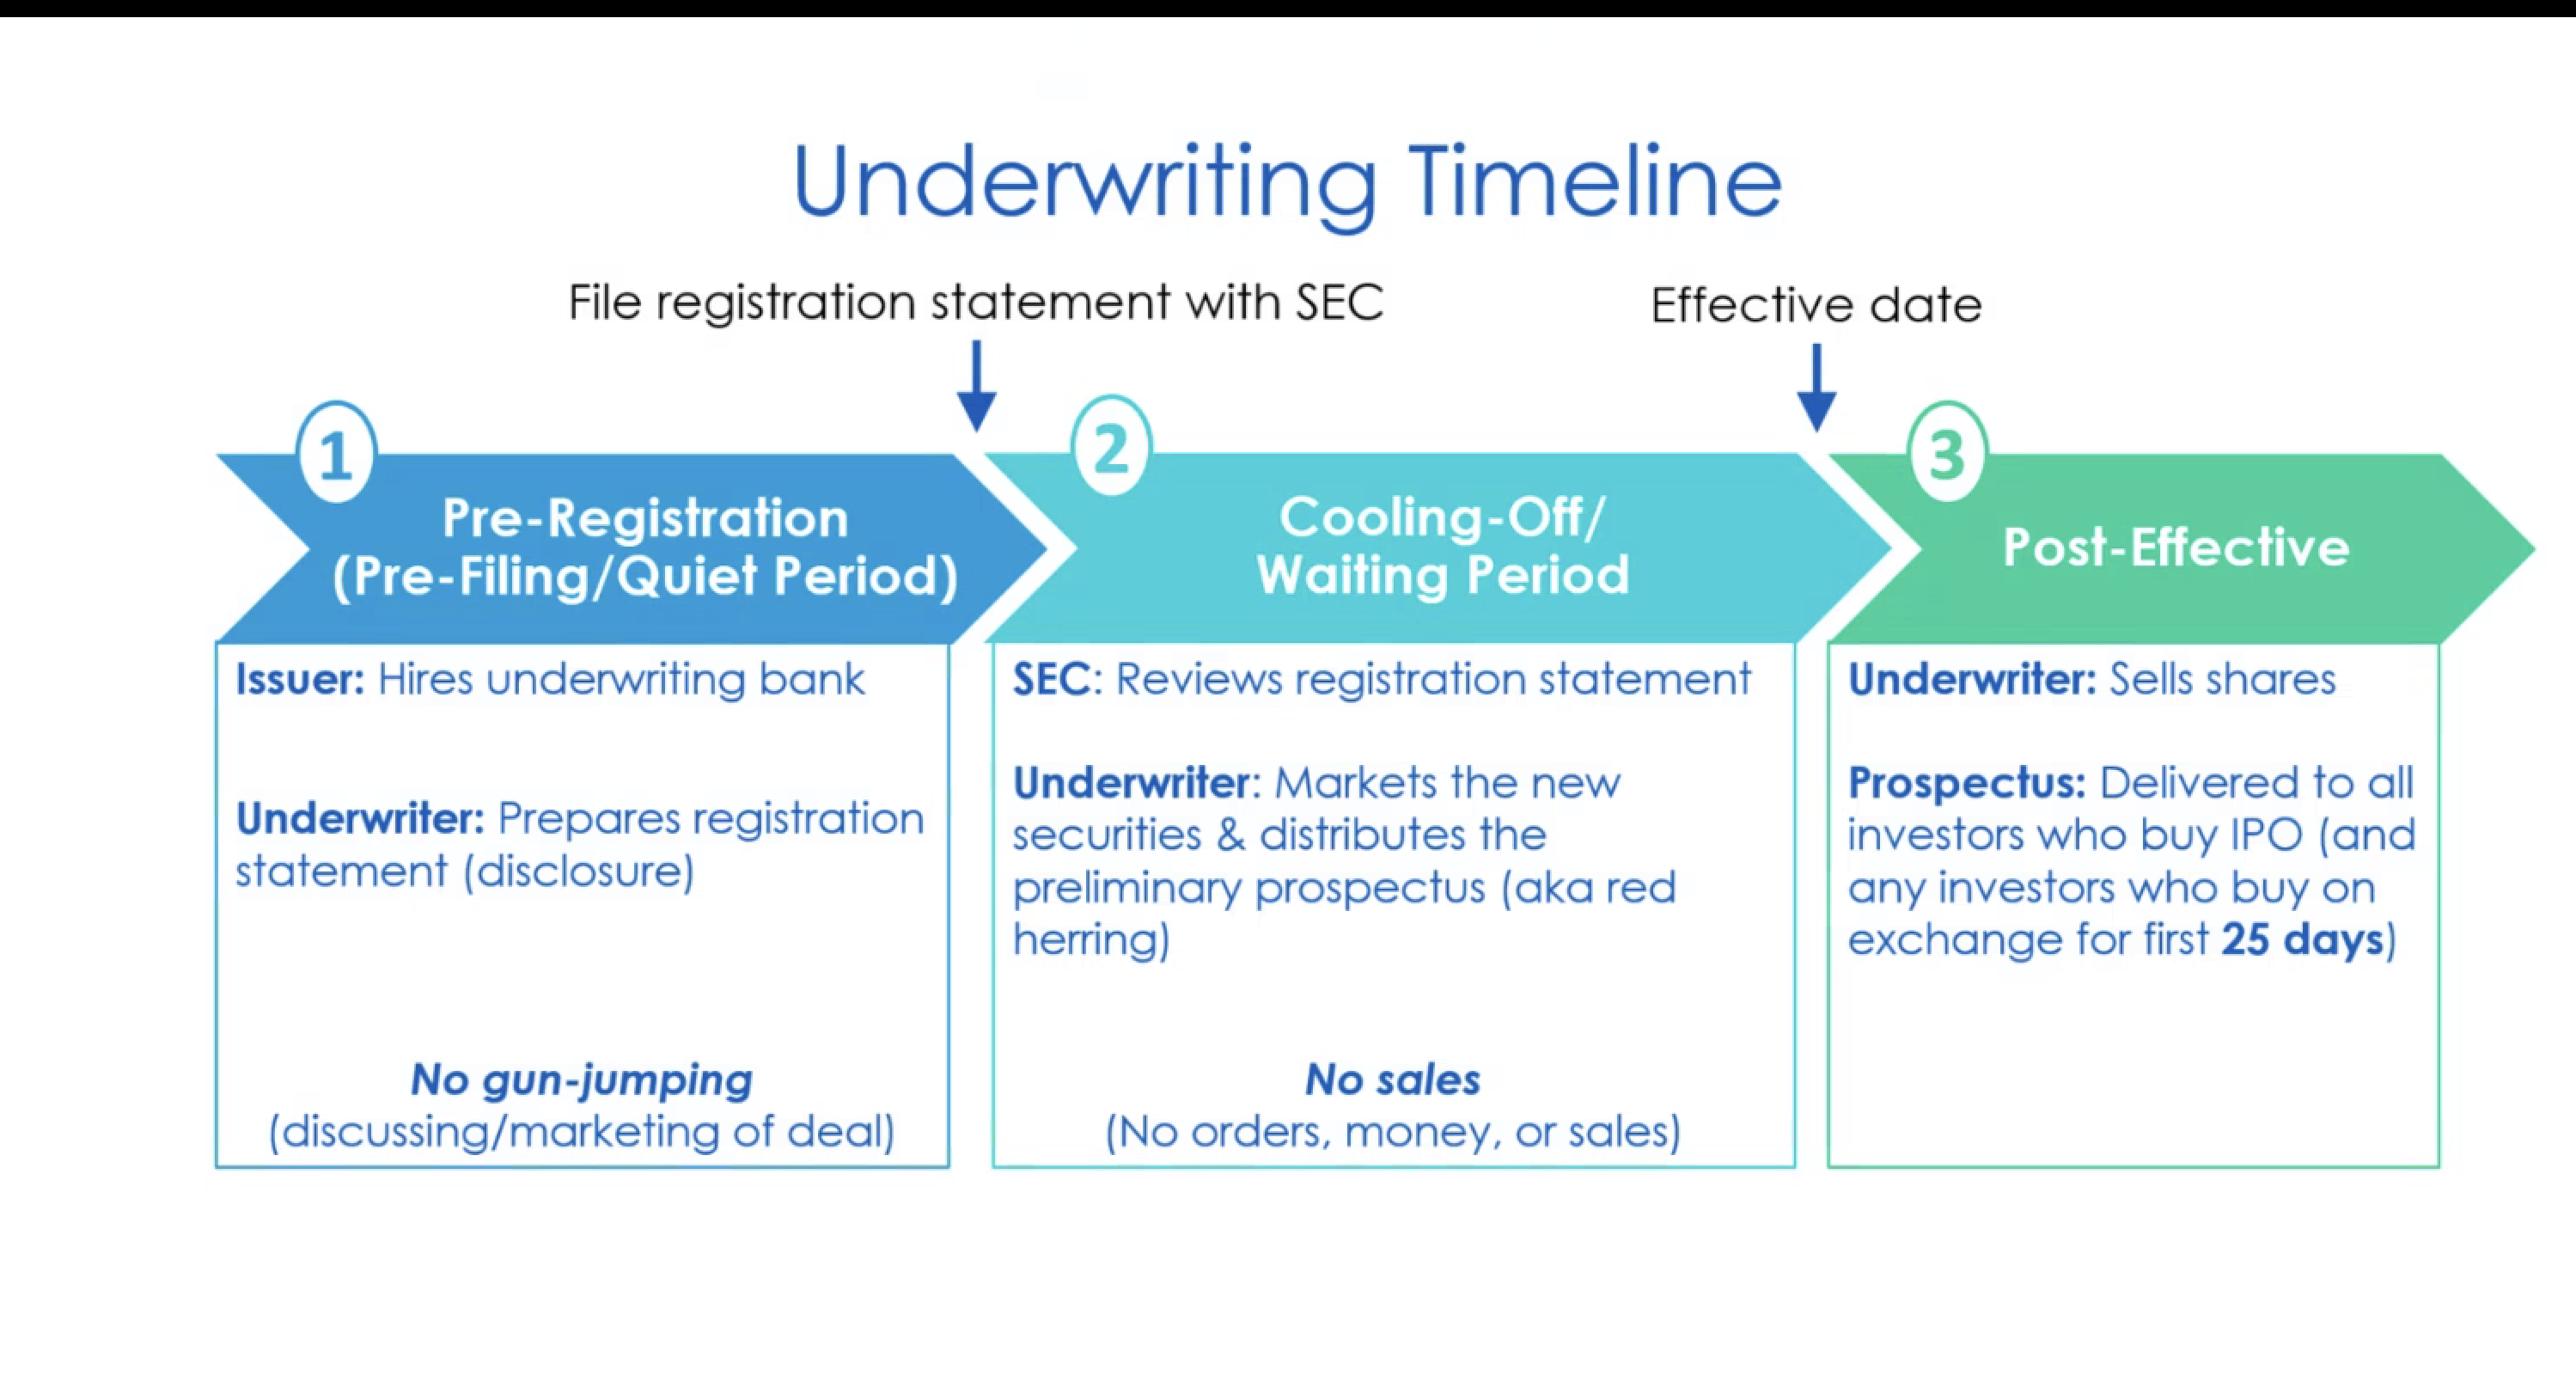 Underwriting Timeline
File registration statement with SEC
Effective date
1
Pre-Registration
(Pre-Filing/Quiet Period)
Issuer: Hires underwriting bank
Underwriter: Prepares registration
statement (disclosure)
No gun-jumping
(discussing/marketing of deal)
2
Cooling-Off/
Waiting Period
SEC: Reviews registration statement
Underwriter: Markets the new
securities & distributes the
preliminary prospectus (aka red
herring)
No sales
(No orders, money, or sales)
3
Post-Effective
Underwriter: Sells shares
Prospectus: Delivered to all
investors who buy IPO (and
any investors who buy on
exchange for first 25 days)